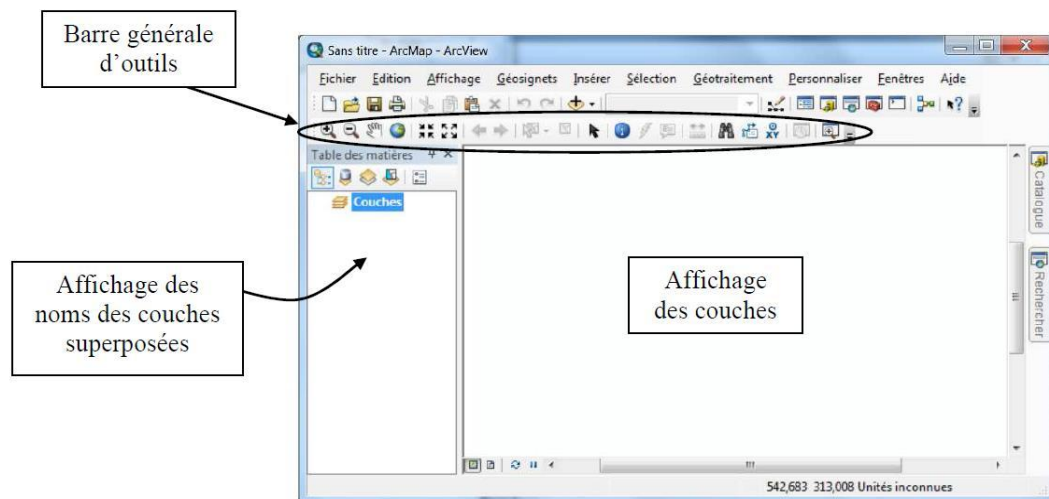 Barre générale
d'outils
Sans titre - ArcMap - ArcView
Fichier Edition Affichage Géosignets Insérer Sélection Géotraitement Personnaliser Fenêtres Aide
Table des matières
Couches
Catalogue
Rechercher
Affichage des
noms des couches
superposées
Affichage
des couches
542,683 313,008 Unités inconnues